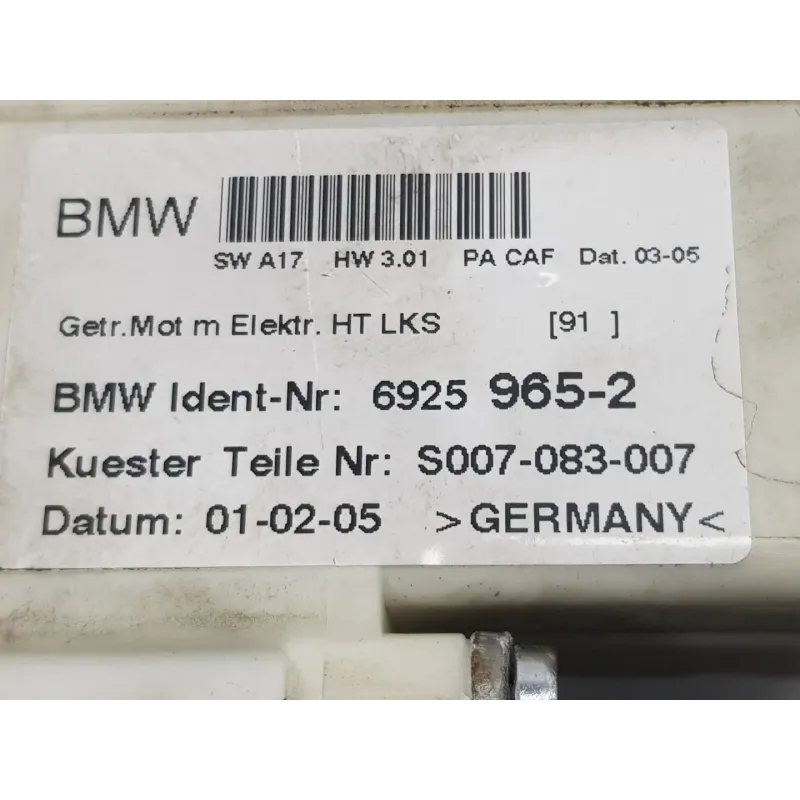 BMW
SW A17 HW 3.01 PA CAF Dat. 03-05
Getr.Mot m Elektr. HT LKS [91 ]
BMW Ident-Nr: 6925 965-2
Kuester Teile Nr: S007-083-007
Datum: 01-02-05 >GERMANY<